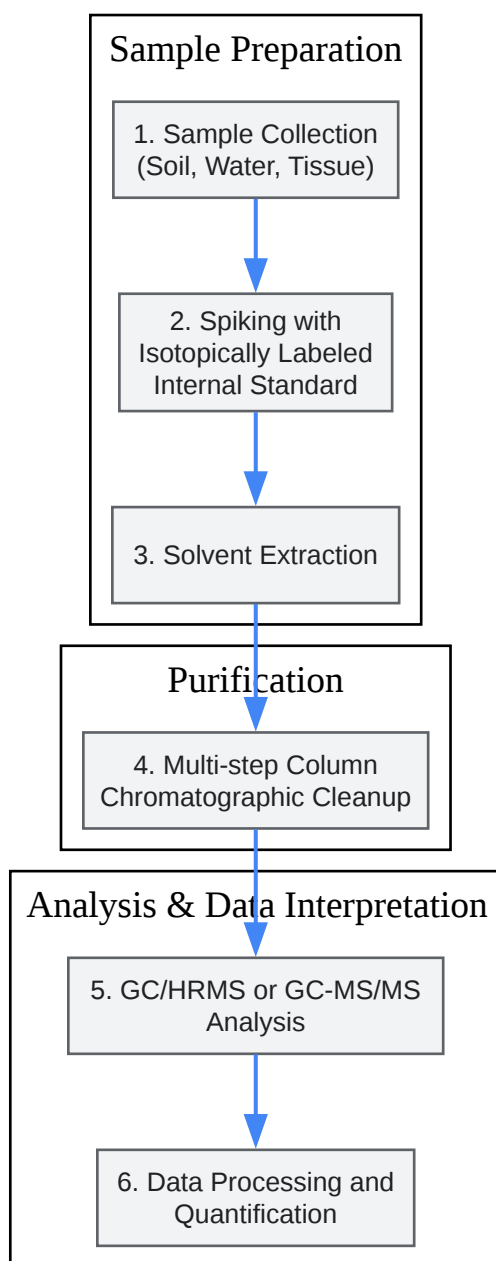 Sample Preparation
1. Sample Collection
(Soil, Water, Tissue)
2. Spiking with
Isotopically Labeled
Internal Standard
3. Solvent Extraction
Purification
4. Multi-step Column
Chromatographic Cleanup
Analysis & Data Interpretation
5. GC/HRMS or GC-MS/MS
Analysis
6. Data Processing and
Quantification